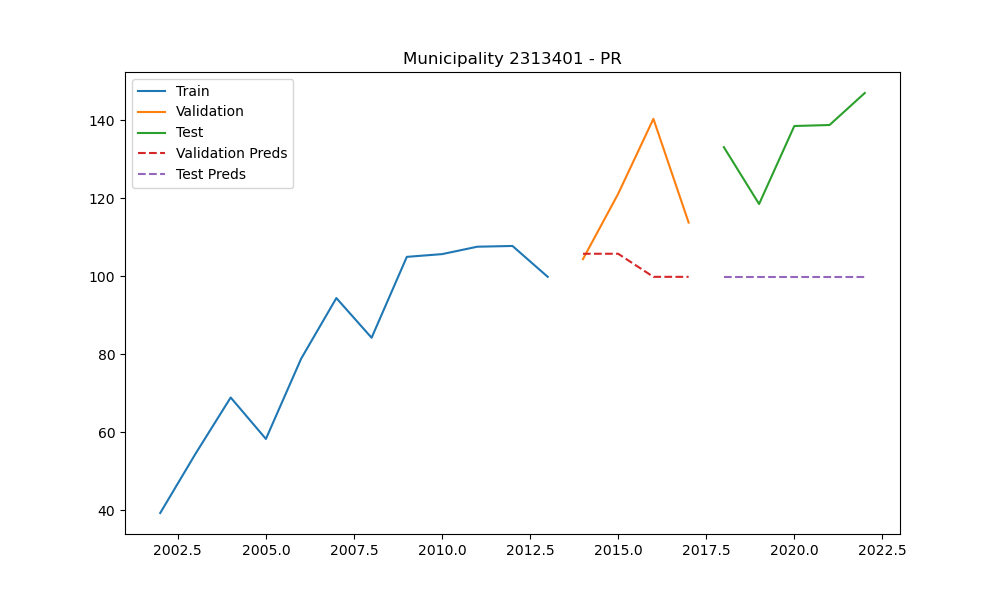 Municipality 2313401 - PR
Train
Validation
Test
Validation Preds
Test Preds
140
120
100
80
60
40
2002.5 2005.0 2007.5 2010.0 2012.5 2015.0 2017.5 2020.0 2022.5